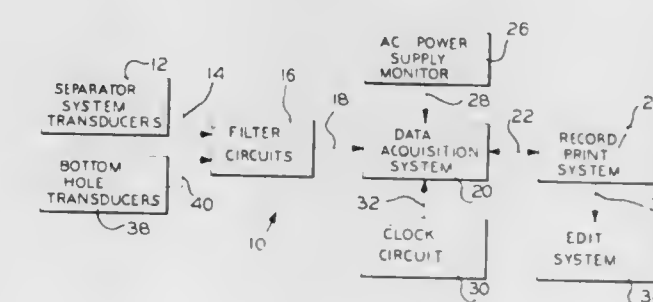 12
SEPARATOR
SYSTEM
TRANSDUCERS
14
BOTTOM
HOLE
TRANSDUCERS
38
40
16
FILTER
CIRCUITS
18
10
AC POWER
SUPPLY
MONITOR
26
28
DATA
ACQUISITION
SYSTEM
20
22
32
CLOCK
CIRCUIT
30
RECORD/
PRINT
SYSTEM
EDIT
SYSTEM